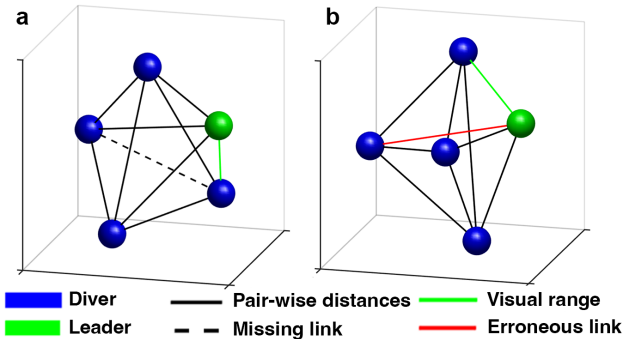 a
b
Diver
Pair-wise distances
Visual range
Leader
Missing link
Erroneous link